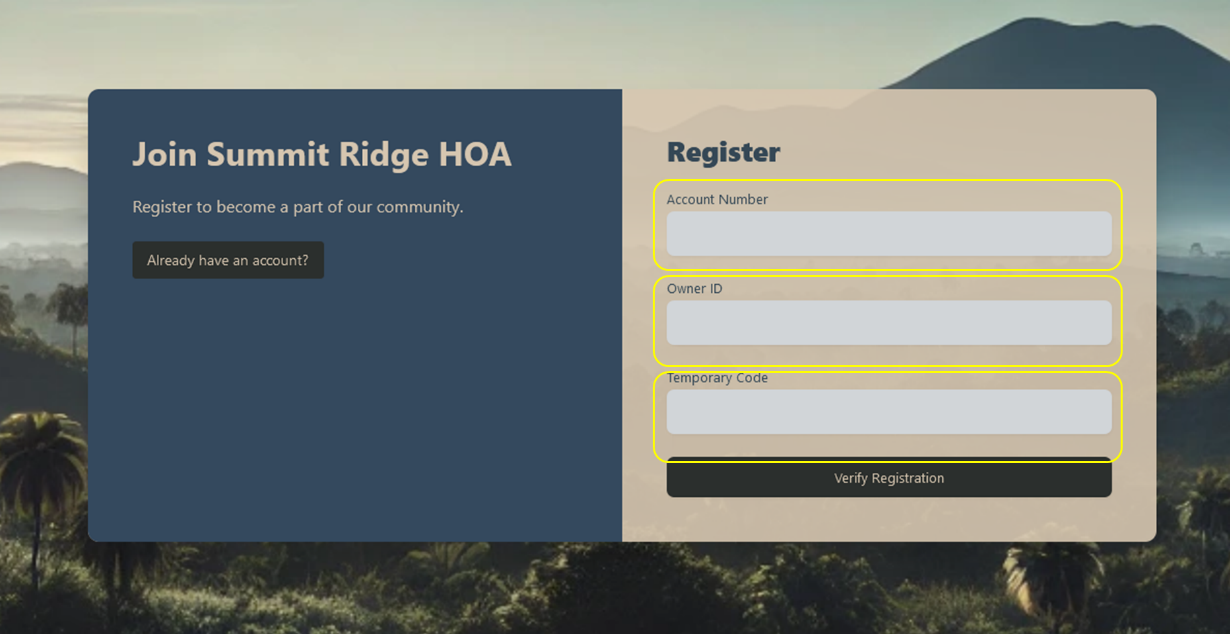 Join Summit Ridge HOA
Register to become a part of our community.
Already have an account?
Register
Account Number
Owner ID
Temporary Code
Verify Registration